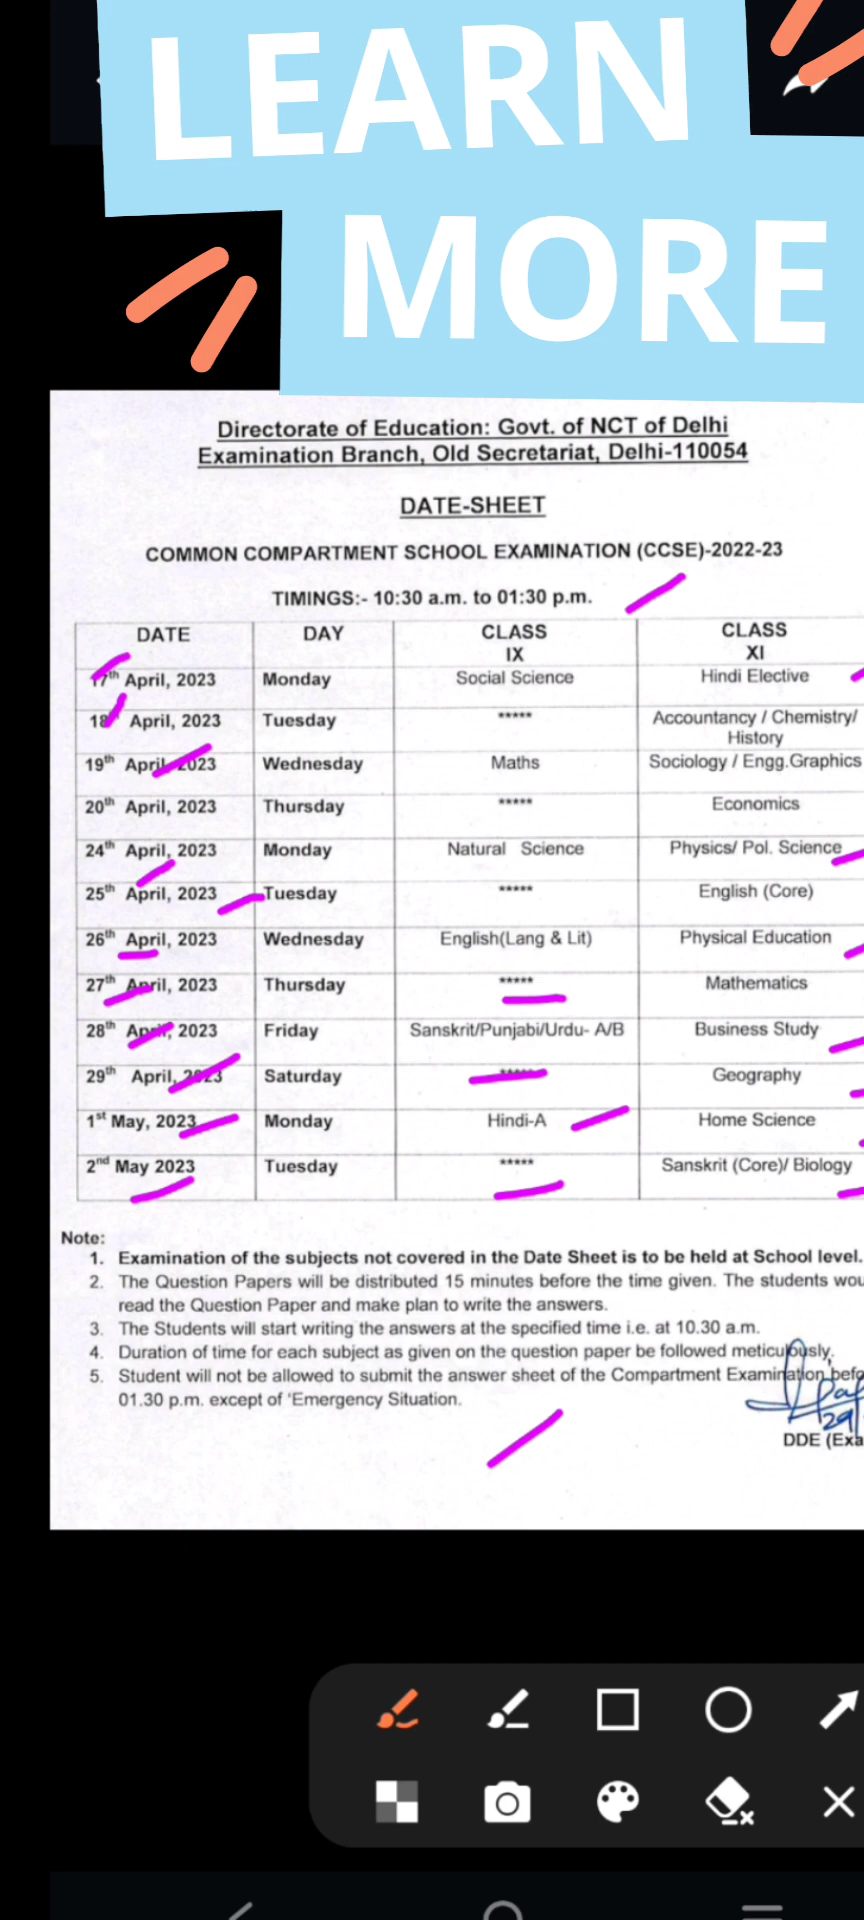 LEARN
MORE
Directorate of Education: Govt. of NCT of Delhi
Examination Branch, Old Secretariat, Delhi-110054
DATE-SHEET
COMMON COMPARTMENT SCHOOL EXAMINATION (CCSE)-2022-23
TIMINGS:- 10:30 a.m. to 01:30 p.m.
DATE DAY CLASS IX CLASS XI
17th April, 2023 Monday Social Science Hindi Elective
18th April, 2023 Tuesday ***** Accountancy / Chemistry/ History
19th April, 2023 Wednesday Maths Sociology / Engg.Graphics
20th April, 2023 Thursday ***** Economics
24th April, 2023 Monday Natural Science Physics/ Pol. Science
25th April, 2023 Tuesday ***** English (Core)
26th April, 2023 Wednesday English(Lang & Lit) Physical Education
27th April, 2023 Thursday ***** Mathematics
28th April, 2023 Friday Sanskrit/Punjabi/Urdu- A/B Business Study
29th April, 2023 Saturday ***** Geography
1st May, 2023 Monday Hindi-A Home Science
2nd May 2023 Tuesday ***** Sanskrit (Core)/ Biology
Note:
1. Examination of the subjects not covered in the Date Sheet is to be held at School level.
2. The Question Papers will be distributed 15 minutes before the time given. The students wou
read the Question Paper and make plan to write the answers.
3. The Students will start writing the answers at the specified time i.e. at 10.30 a.m.
4. Duration of time for each subject as given on the question paper be followed meticulously.
5. Student will not be allowed to submit the answer sheet of the Compartment Examination befo
01.30 p.m. except of 'Emergency Situation.
DDE (Exa